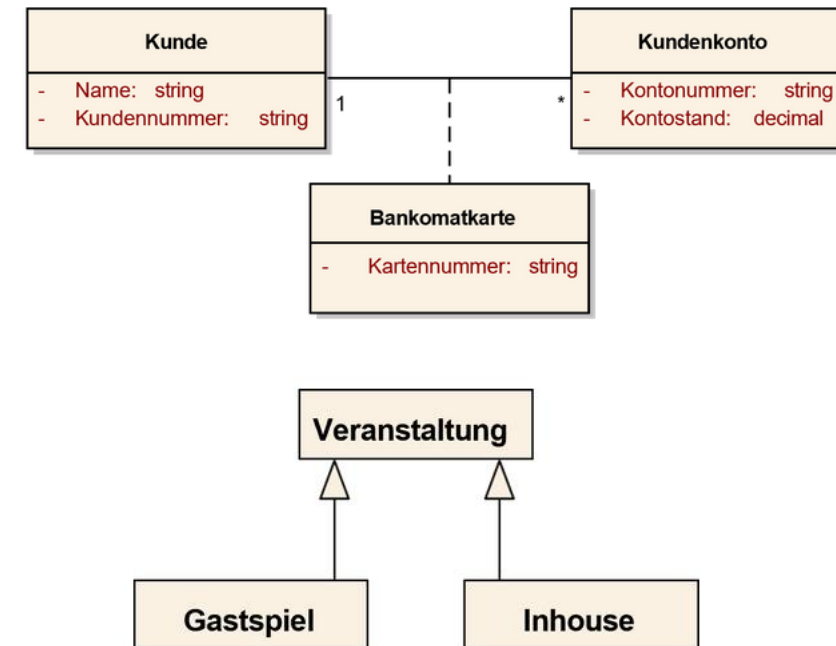 Kunde
- Name: string
- Kundennummer: string
1
*
Kundenkonto
- Kontonummer: string
- Kontostand: decimal
Bankomatkarte
- Kartennummer: string
Veranstaltung
Gastspiel
Inhouse